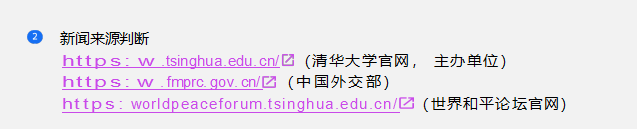 2 新闻来源判断
https: w .tsinghua.edu.cn/ (清华大学官网， 主办单位)
https: w .fmprc.gov.cn/ (中国外交部)
https: worldpeaceforum.tsinghua.edu.cn/ (世界和平论坛官网)